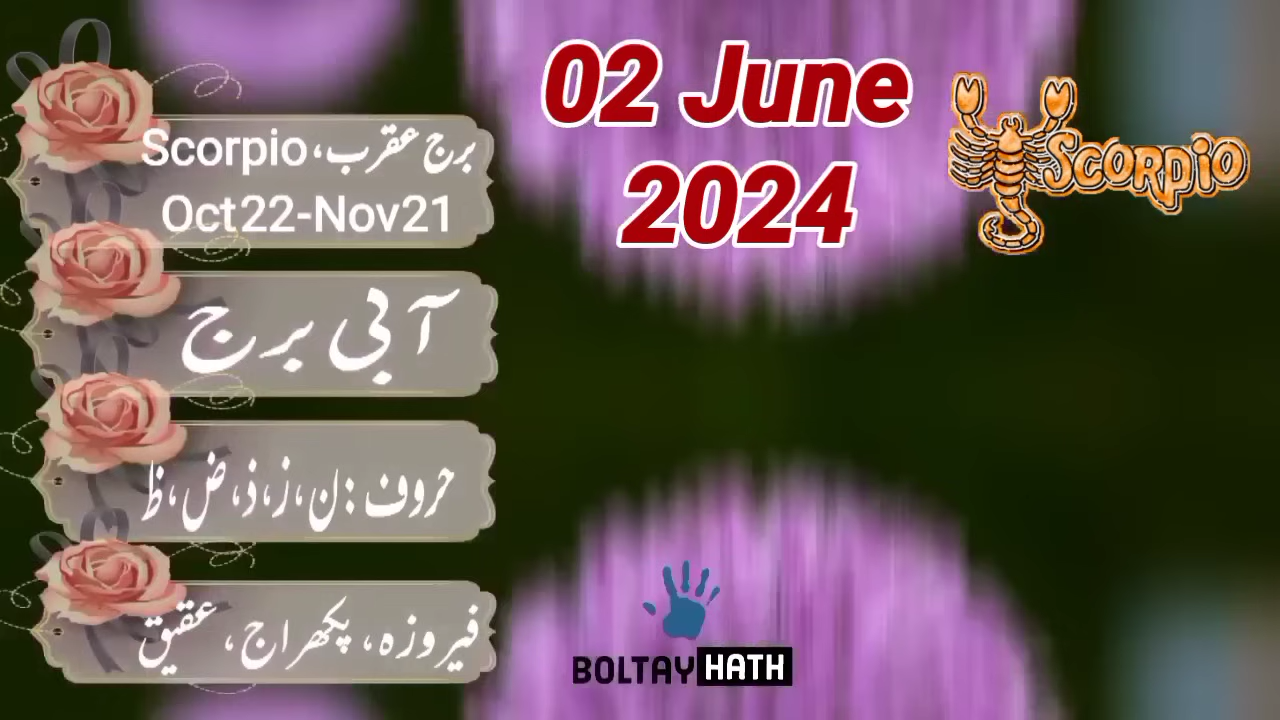 برج عقرب، Scorpio
Oct22-Nov21
آبی برج
حروف : ن، ز، ذ، ض، ظ
فیروزہ، پکھراج، عقیق
02 June
2024
Scorpio
BOLTAY HATH